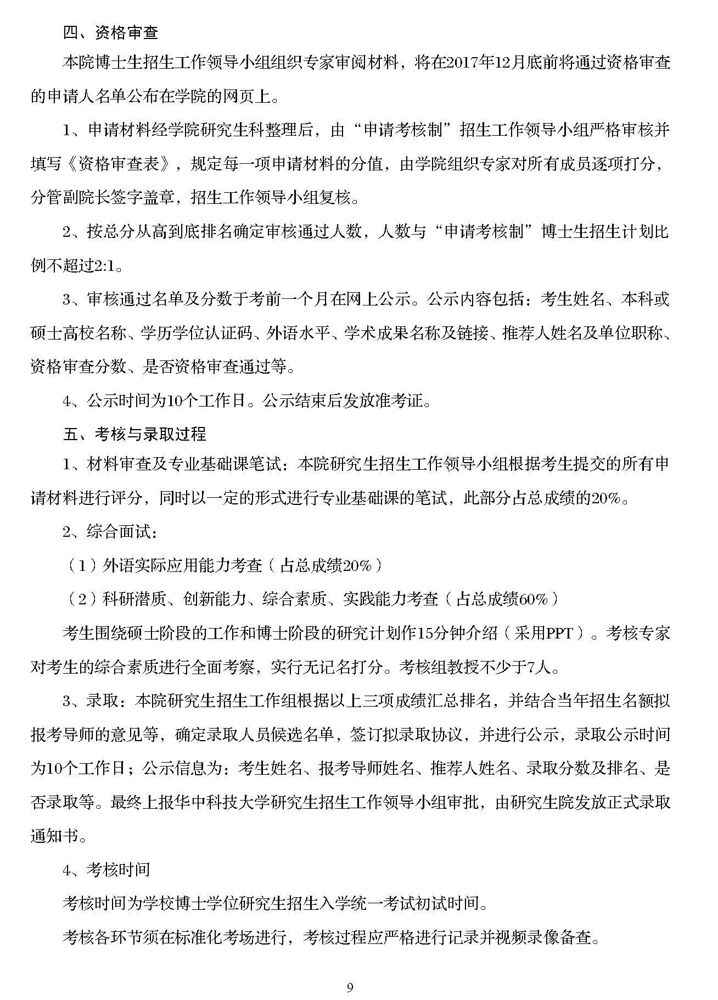 四、资格审查
本院博士生招生工作领导小组组织专家审阅材料，将在2017年12月底前将通过资格审查
的申请人名单公布在学院的网页上。
1、申请材料经学院研究生科整理后，由“申请考核制”招生工作领导小组严格审核并
填写《资格审查表》，规定每一项申请材料的分值，由学院组织专家对所有成员逐项打分，
分管副院长签字盖章，招生工作领导小组复核。
2、按总分从高到底排名确定审核通过人数，人数与“申请考核制”博士生招生计划比
例不超过2:1。
3、审核通过名单及分数于考前一个月在网上公示。公示内容包括：考生姓名、本科或
硕士高校名称、学历学位认证码、外语水平、学术成果名称及链接、推荐人姓名及单位职称、
资格审查分数、是否资格审查通过等。
4、公示时间为10个工作日。公示结束后发放准考证。
五、考核与录取过程
1、材料审查及专业基础课笔试：本院研究生招生工作领导小组根据考生提交的所有申
请材料进行评分，同时以一定的形式进行专业基础课的笔试，此部分占总成绩的20%。
2、综合面试：
（1）外语实际应用能力考查（占总成绩20%）
（2）科研潜质、创新能力、综合素质、实践能力考查（占总成绩60%）
考生围绕硕士阶段的工作和博士阶段的研究计划作15分钟介绍（采用PPT）。考核专家
对考生的综合素质进行全面考察，实行无记名打分。考核组教授不少于7人。
3、录取：本院研究生招生工作组根据以上三项成绩汇总排名，并结合当年招生名额拟
报考导师的意见等，确定录取人员候选名单，签订拟录取协议，并进行公示，录取公示时间
为10个工作日；公示信息为：考生姓名、报考导师姓名、推荐人姓名、录取分数及排名、是
否录取等。最终上报华中科技大学研究生招生工作领导小组审批，由研究生院发放正式录取
通知书。
4、考核时间
考核时间为学校博士学位研究生招生入学统一考试初试时间。
考核各环节须在标准化考场进行，考核过程应严格进行记录并视频录像备查。
9